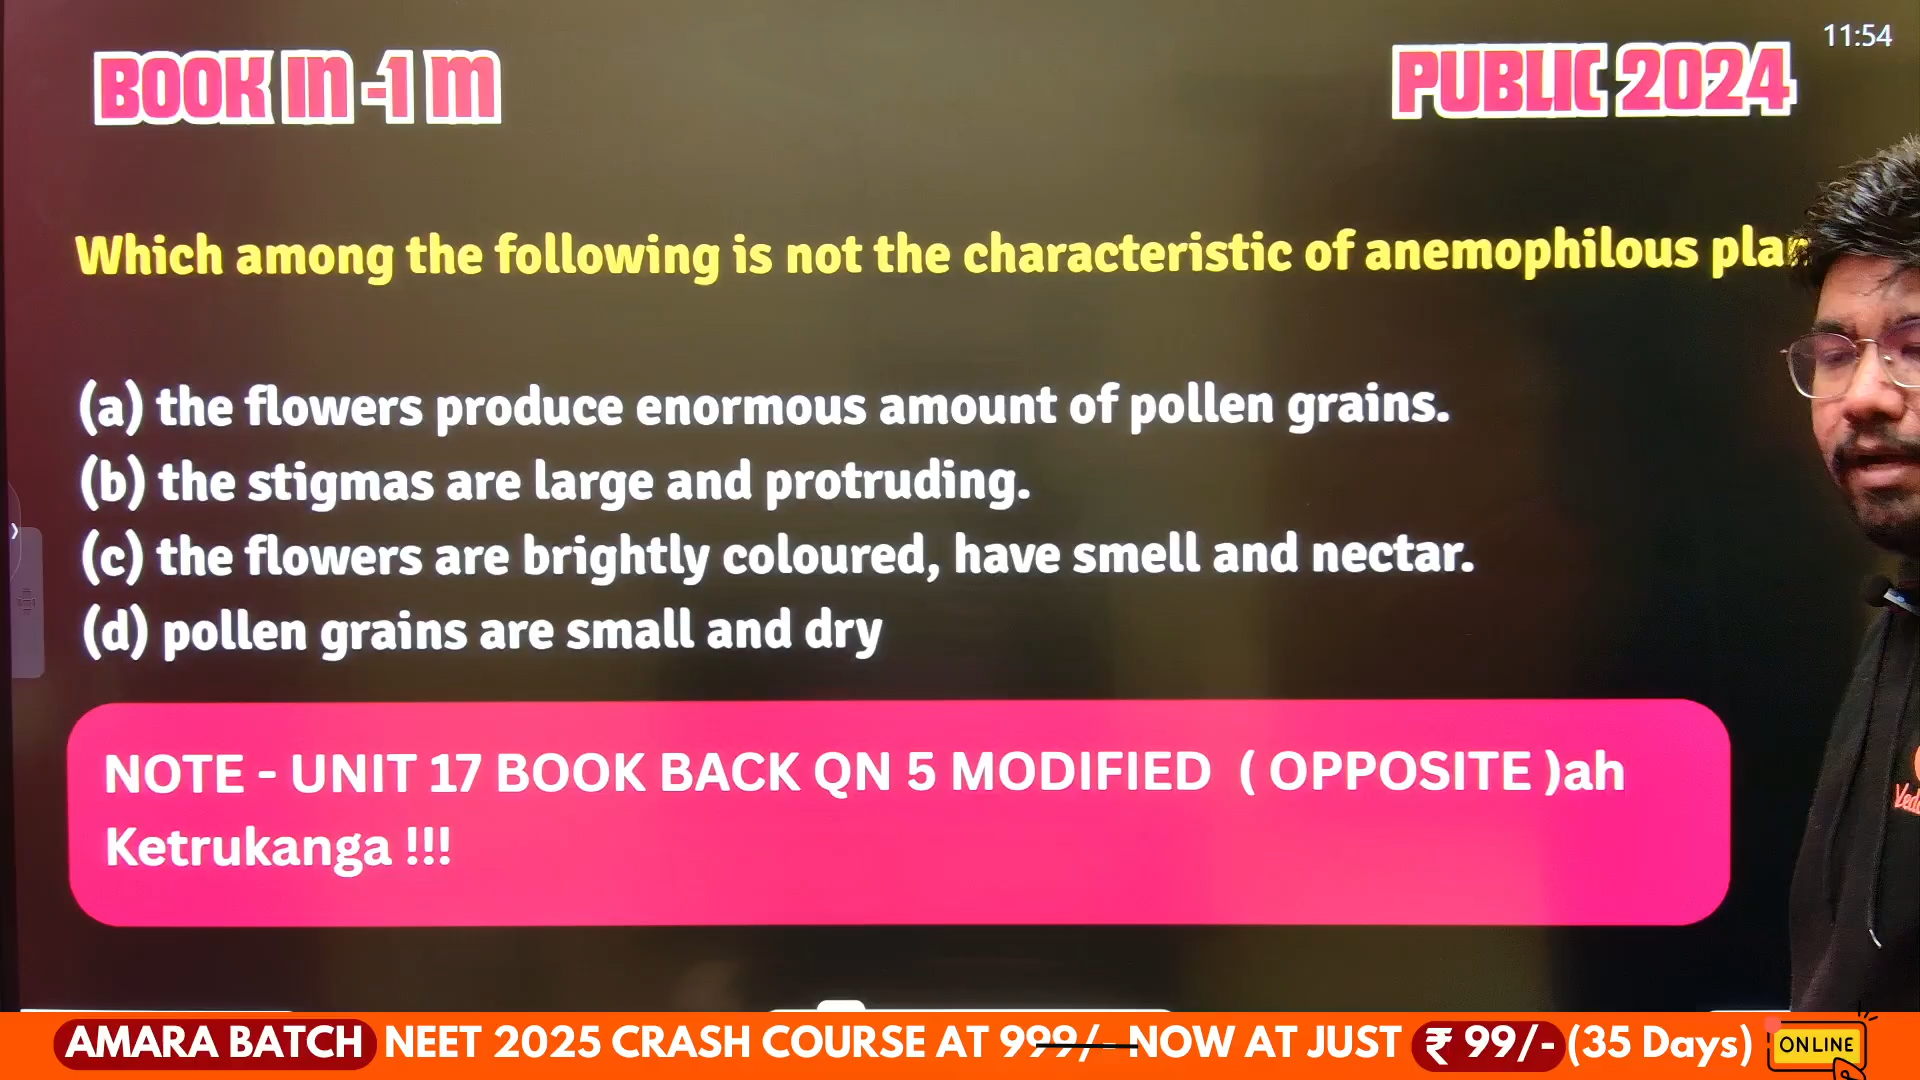 11:54
BOOK IN -1 M
PUBLIC 2024
Which among the following is not the characteristic of anemophilous
(a) the flowers produce enormous amount of pollen grains.
(b) the stigmas are large and protruding.
(c) the flowers are brightly coloured, have smell and nectar.
(d) pollen grains are small and dry
NOTE - UNIT 17 BOOK BACK QN 5 MODIFIED ( OPPOSITE )ah
Ketrukanga !!!
AMARA BATCH NEET 2025 CRASH COURSE AT 999/- NOW AT JUST ₹ 99/- (35 Days) ONLINE